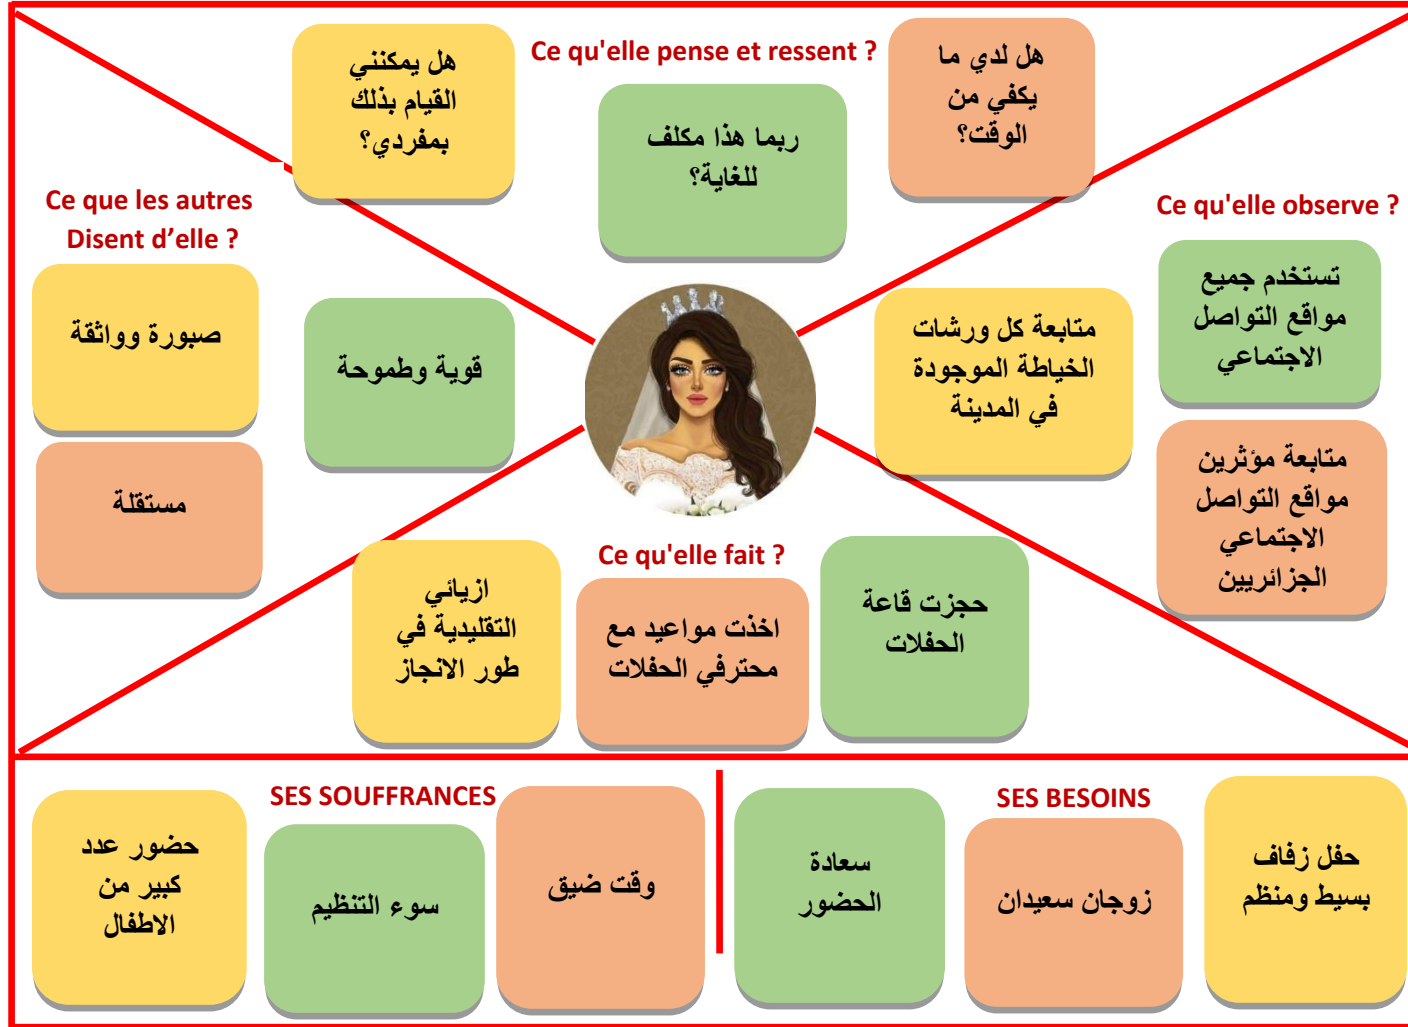 Ce qu'elle pense et ressent ?
هل يمكنني
القيام بذلك
بمفردي؟
ربما هذا مكلف
للغاية؟
هل لدي ما
يكفي من
الوقت؟
Ce que les autres
Disent d’elle ?
صبورة وواثقة
قوية وطموحة
مستقلة
Ce qu'elle observe ?
تستخدم جميع
مواقع التواصل
الاجتماعي
متابعة كل ورشات
الخياطة الموجودة
في المدينة
متابعة مؤثرين
مواقع التواصل
الاجتماعي
الجزائريين
Ce qu'elle fait ?
ازيائي
التقليدية في
طور الانجاز
اخذت مواعيد مع
محترفي الحفلات
حجزت قاعة
الحفلات
SES SOUFFRANCES
حضور عدد
كبير من
الاطفال
سوء التنظيم
وقت ضيق
SES BESOINS
سعادة
الحضور
زوجان سعيدان
حفل زفاف
بسيط ومنظم